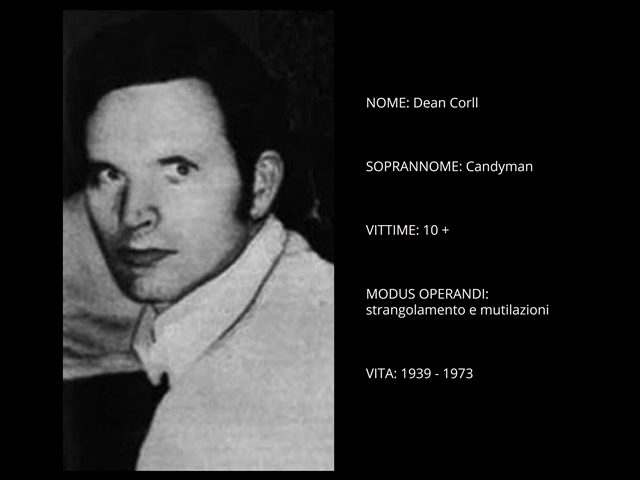 NOME: Dean Corll
SOPRANNOME: Candyman
VITTIME: 10 +
MODUS OPERANDI:
strangolamento e mutilazioni
VITA: 1939 - 1973